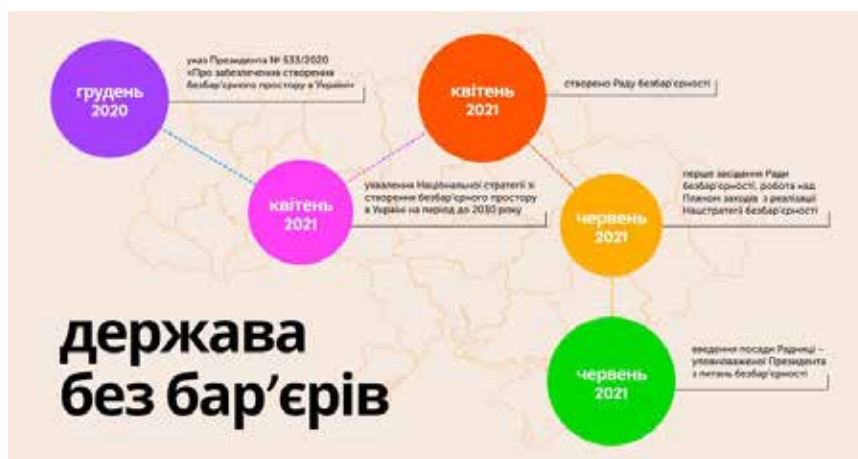 грудень
2020
указ Президента № 533/2020
«Про забезпечення створення
безбар'єрного простору в Україні»
квітень
2021
ухвалення Національної стратегії зі
створення безбар'єрного простору
в Україні на період до 2030 року
квітень
2021
створено Раду безбар'єрності
червень
2021
перше засідання Ради
безбар'єрності, робота над
Планом заходів з реалізації
Нацстратегії безбар'єрності
червень
2021
введення посади Радниці –
уповноваженої Президента
з питань безбар'єрності
держава
без бар'єрів